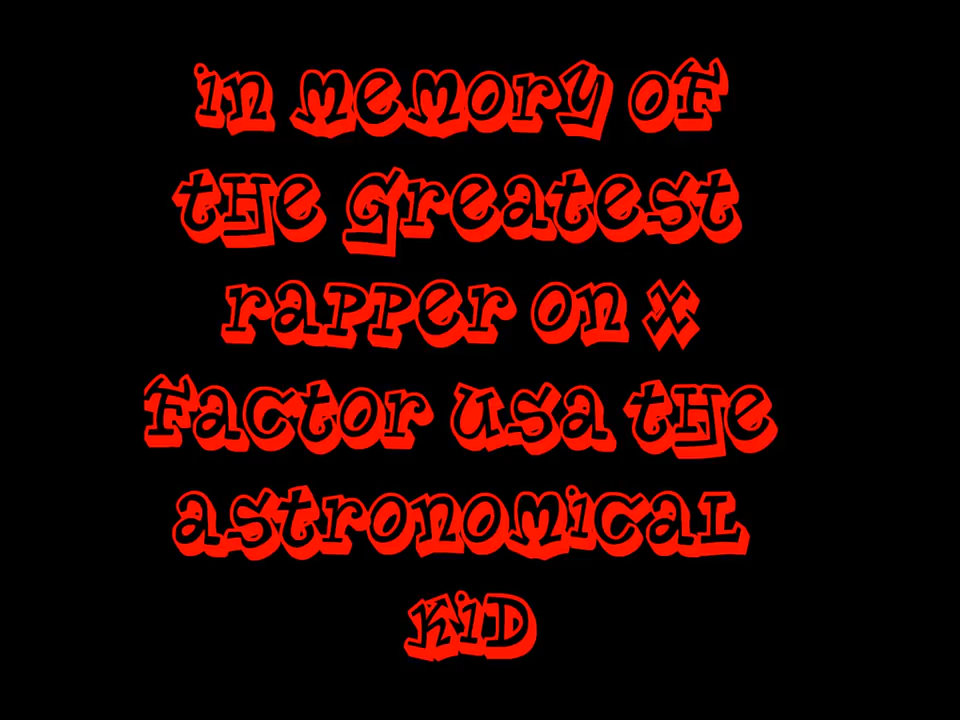 in memory of
the greatest
rapper on x
factor usa the
astronomical
kid